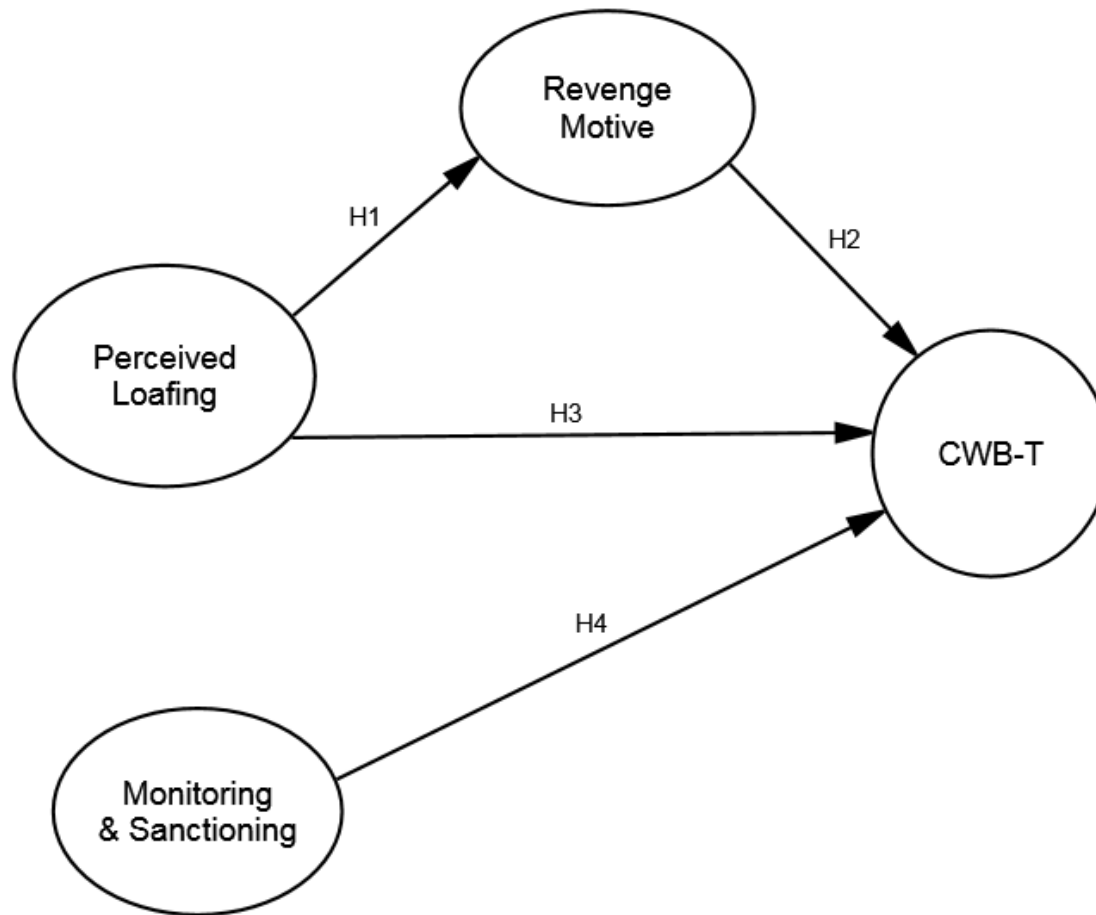 Revenge
Motive
H1
H2
Perceived
Loafing
H3
CWB-T
H4
Monitoring
& Sanctioning